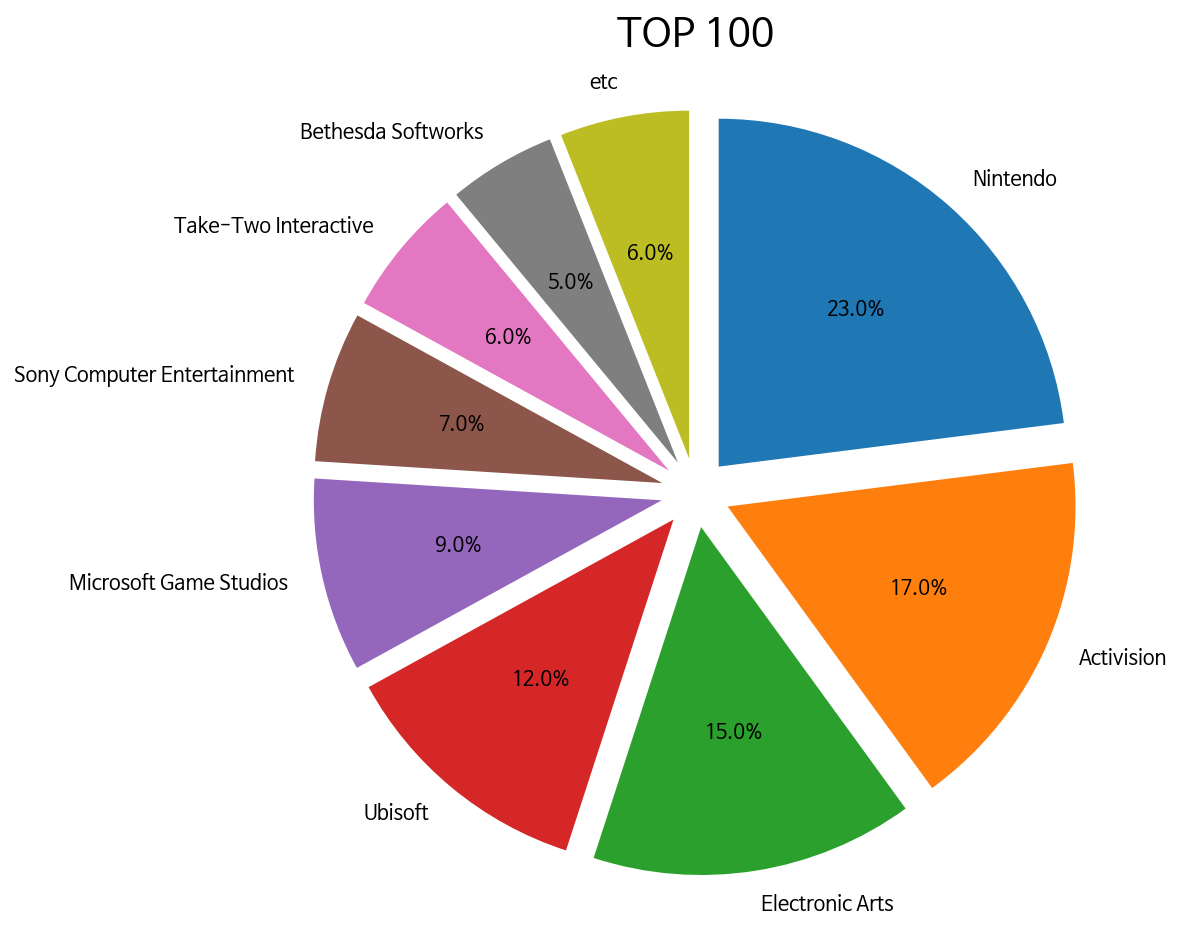 TOP 100
etc
Bethesda Softworks
Nintendo
Take-Two Interactive
6.0%
5.0%
23.0%
6.0%
Sony Computer Entertainment
7.0%
9.0%
Microsoft Game Studios
17.0%
Activision
12.0%
15.0%
Ubisoft
Electronic Arts